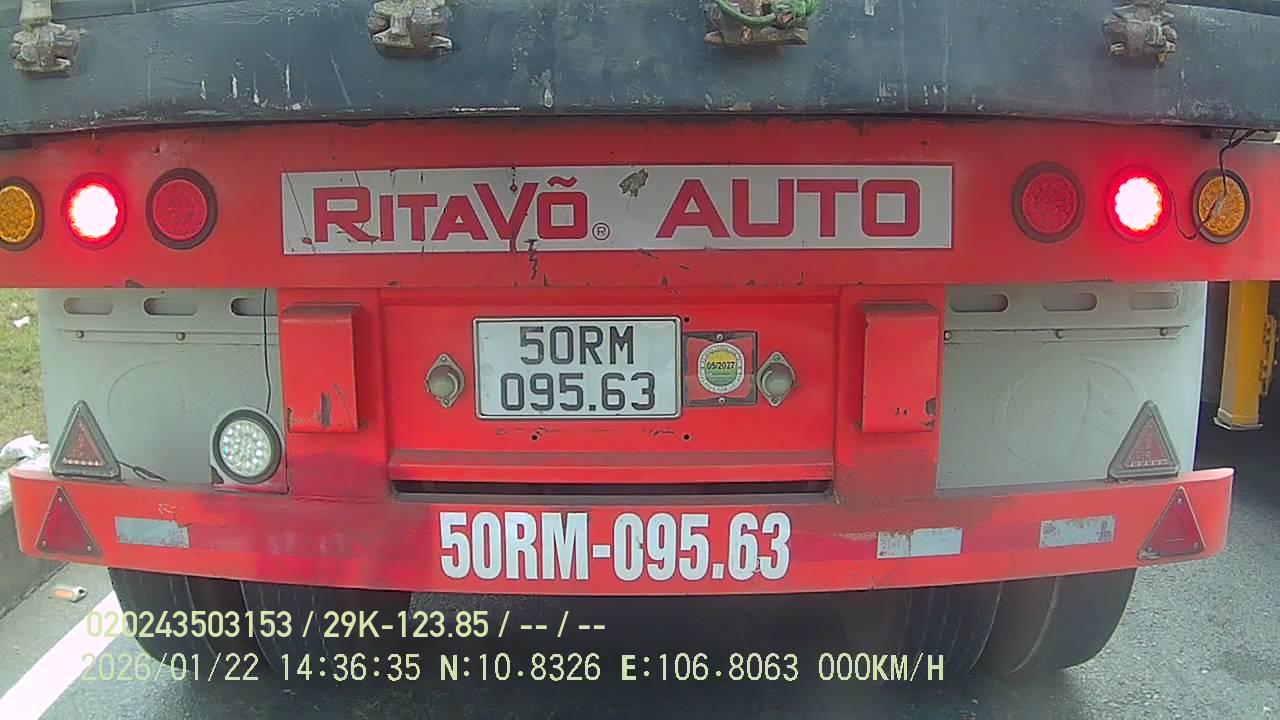 RITAVÕ® AUTO
50RM
095.63
05/2027
50RM-095.63
020243503153 / 29K-123.85 / -- / --
2026/01/22 14:36:35 N:10.8326 E:106.8063 000KM/H